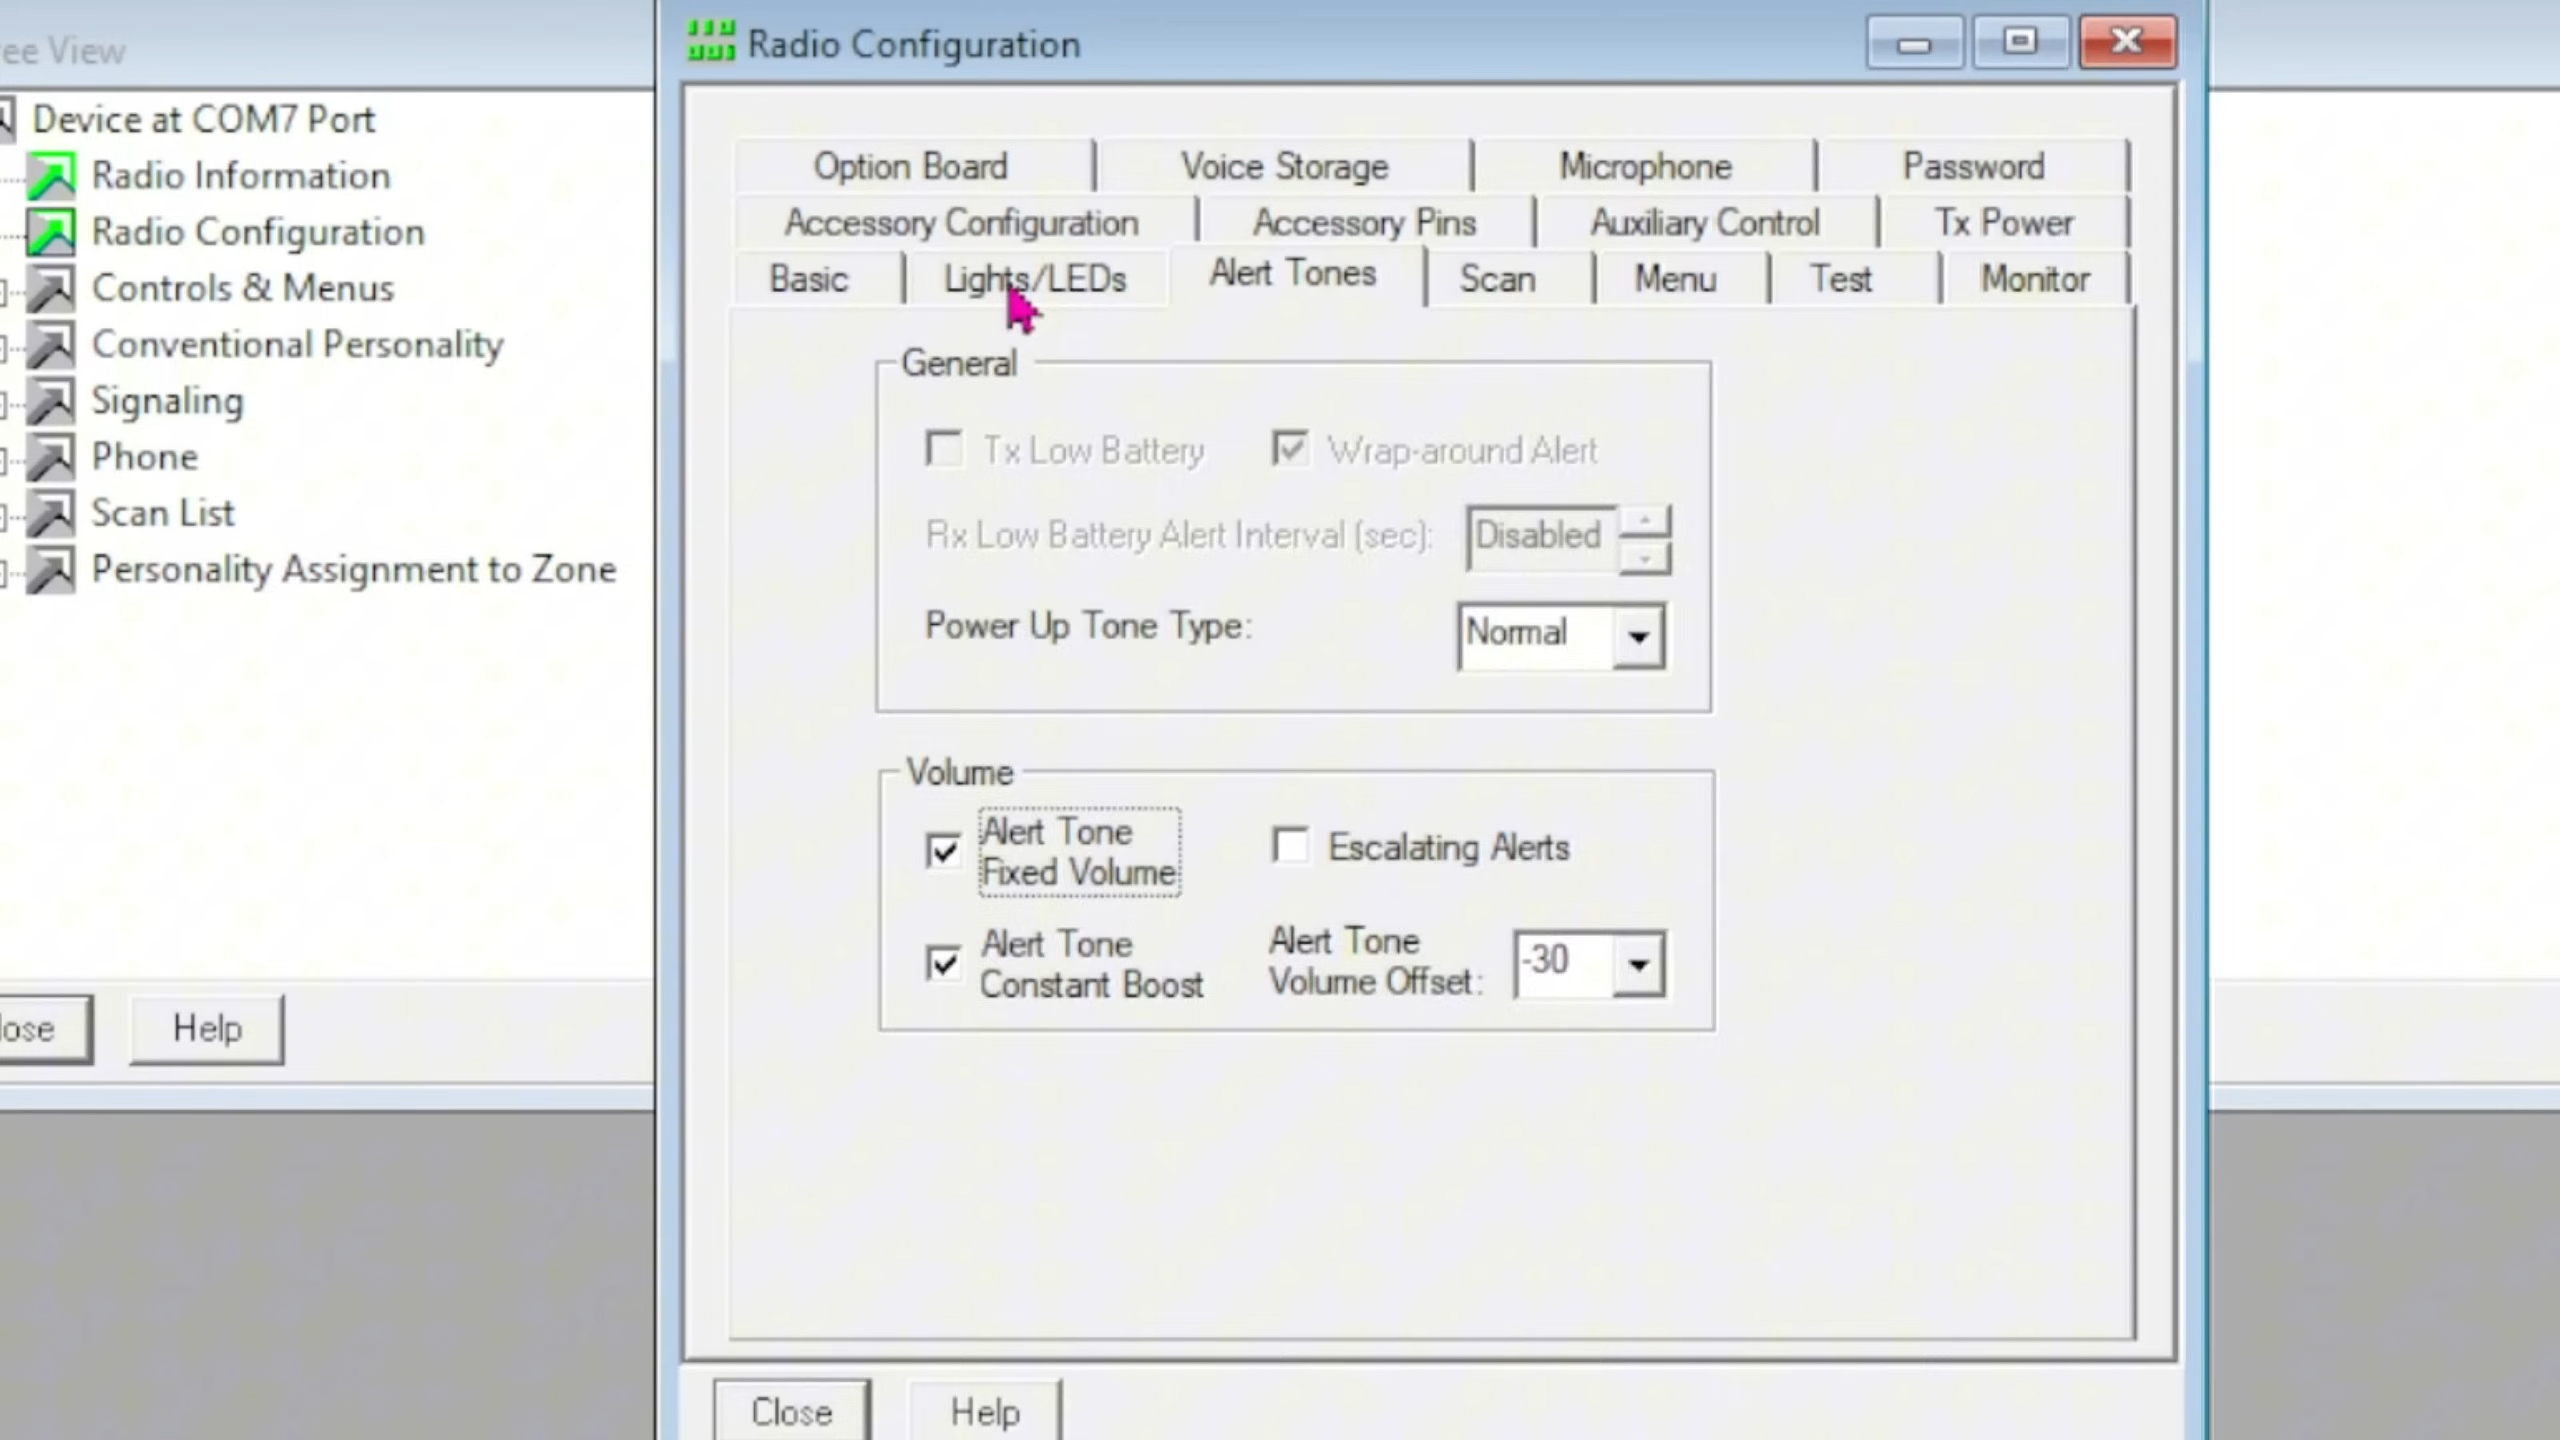 ee View
Device at COM7 Port
Radio Information
Radio Configuration
Controls & Menus
Conventional Personality
Signaling
Phone
Scan List
Personality Assignment to Zone
lose
Help
Radio Configuration
Option Board
Voice Storage
Microphone
Password
Accessory Configuration
Accessory Pins
Auxiliary Control
Tx Power
Basic
Lights/LEDs
Alert Tones
Scan
Menu
Test
Monitor
General
Tx Low Battery
Wrap-around Alert
Rx Low Battery Alert Interval (sec):
Disabled
Power Up Tone Type:
Normal
Volume
Alert Tone
Fixed Volume
Escalating Alerts
Alert Tone
Constant Boost
Alert Tone
Volume Offset:
-30
Close
Help